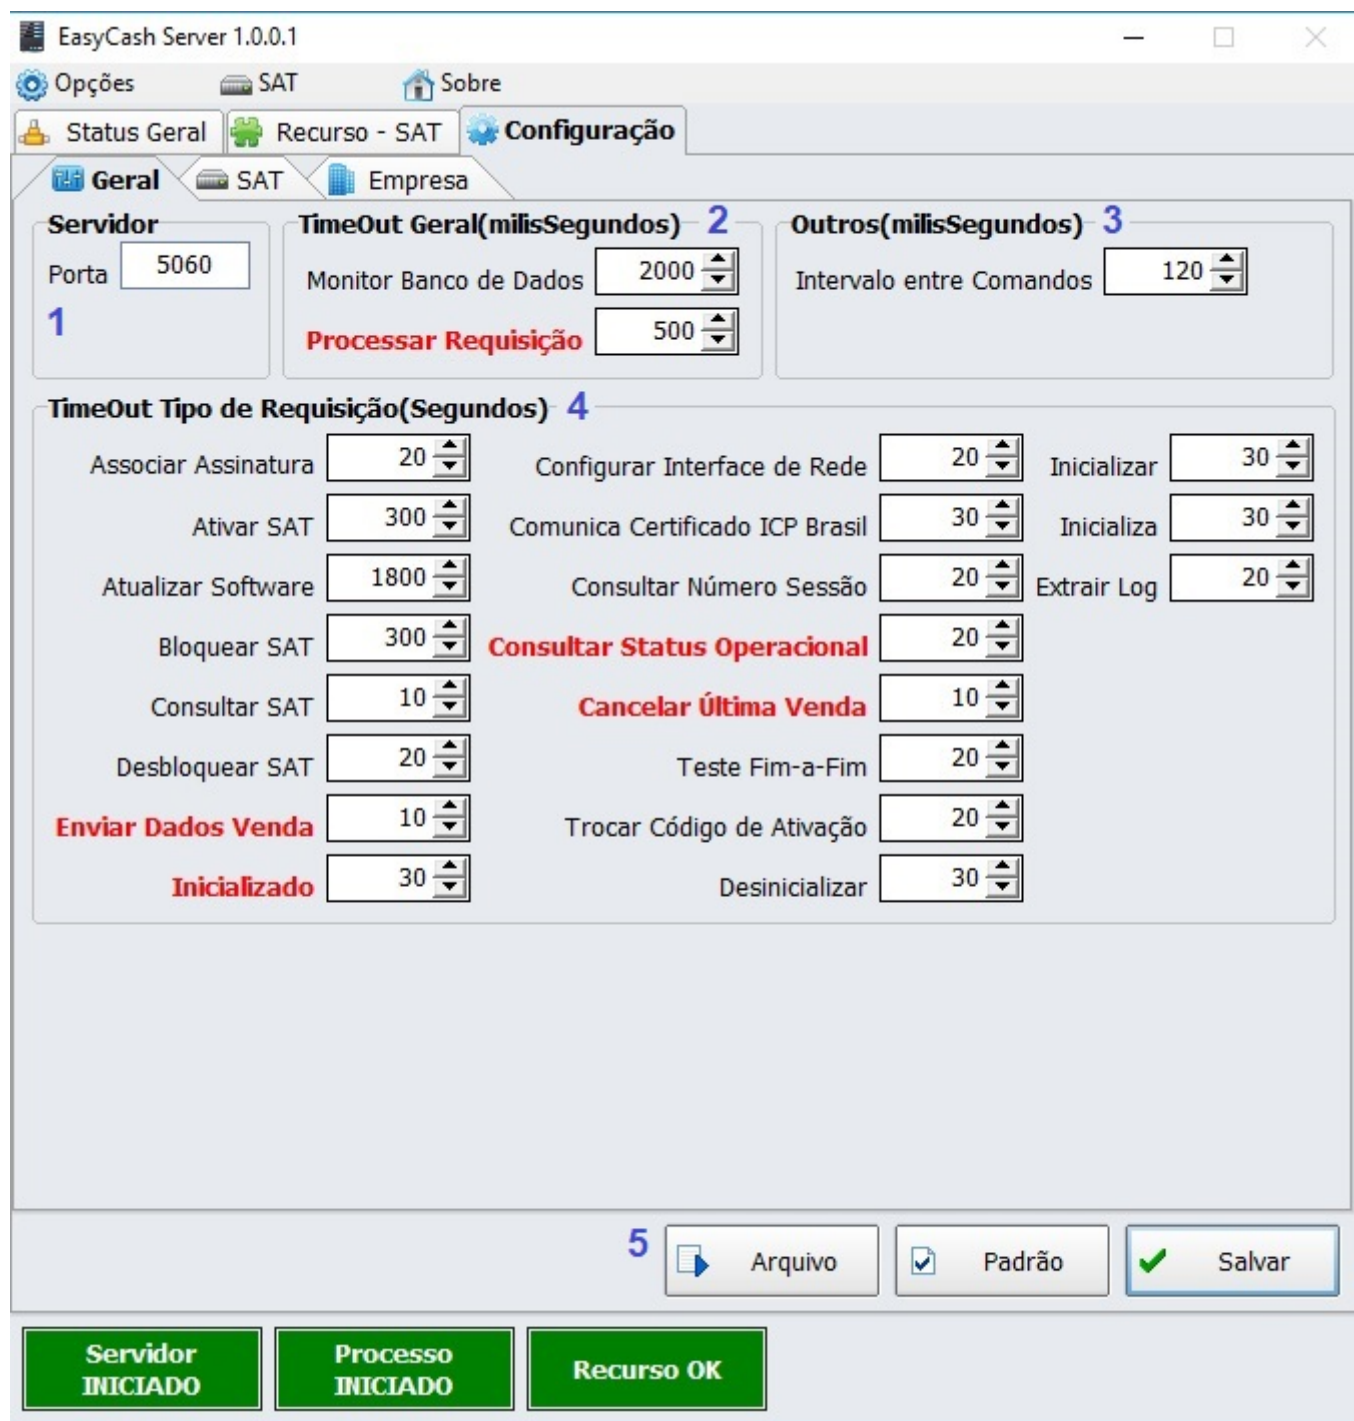 EasyCash Server 1.0.0.1
Opções SAT Sobre
Status Geral Recurso - SAT Configuração
Geral SAT Empresa
Servidor TimeOut Geral(milisSegundos) 2 Outros(milisSegundos) 3
Porta 5060 Monitor Banco de Dados 2000 Intervalo entre Comandos 120
1 Processar Requisição 500
TimeOut Tipo de Requisição(Segundos) 4
Associar Assinatura 20 Configurar Interface de Rede 20 Inicializar 30
Ativar SAT 300 Comunica Certificado ICP Brasil 30 Inicializa 30
Atualizar Software 1800 Consultar Número Sessão 20 Extrair Log 20
Bloquear SAT 300 Consultar Status Operacional 20
Consultar SAT 10 Cancelar Última Venda 10
Desbloquear SAT 20 Teste Fim-a-Fim 20
Enviar Dados Venda 10 Trocar Código de Ativação 20
Inicializado 30 Desinicializar 30
5 Arquivo Padrão Salvar
Servidor Processo Recurso OK
INICIADO INICIADO